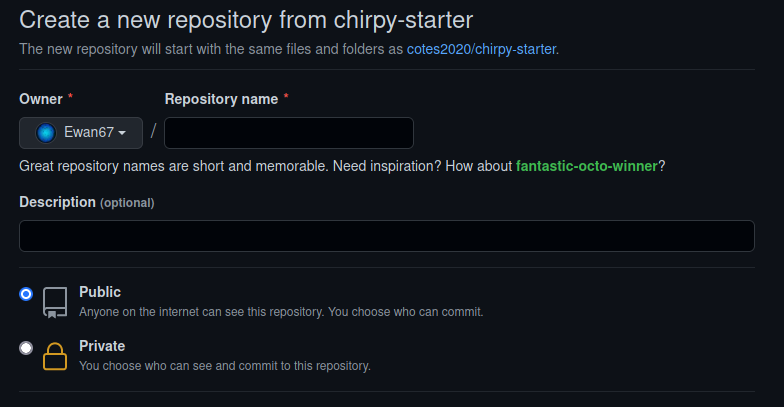 Create a new repository from chirpy-starter
The new repository will start with the same files and folders as cotes2020/chirpy-starter.
Owner * Repository name *
Ewan67 /
Great repository names are short and memorable. Need inspiration? How about fantastic-octo-winner?
Description (optional)
Public
Anyone on the internet can see this repository. You choose who can commit.
Private
You choose who can see and commit to this repository.